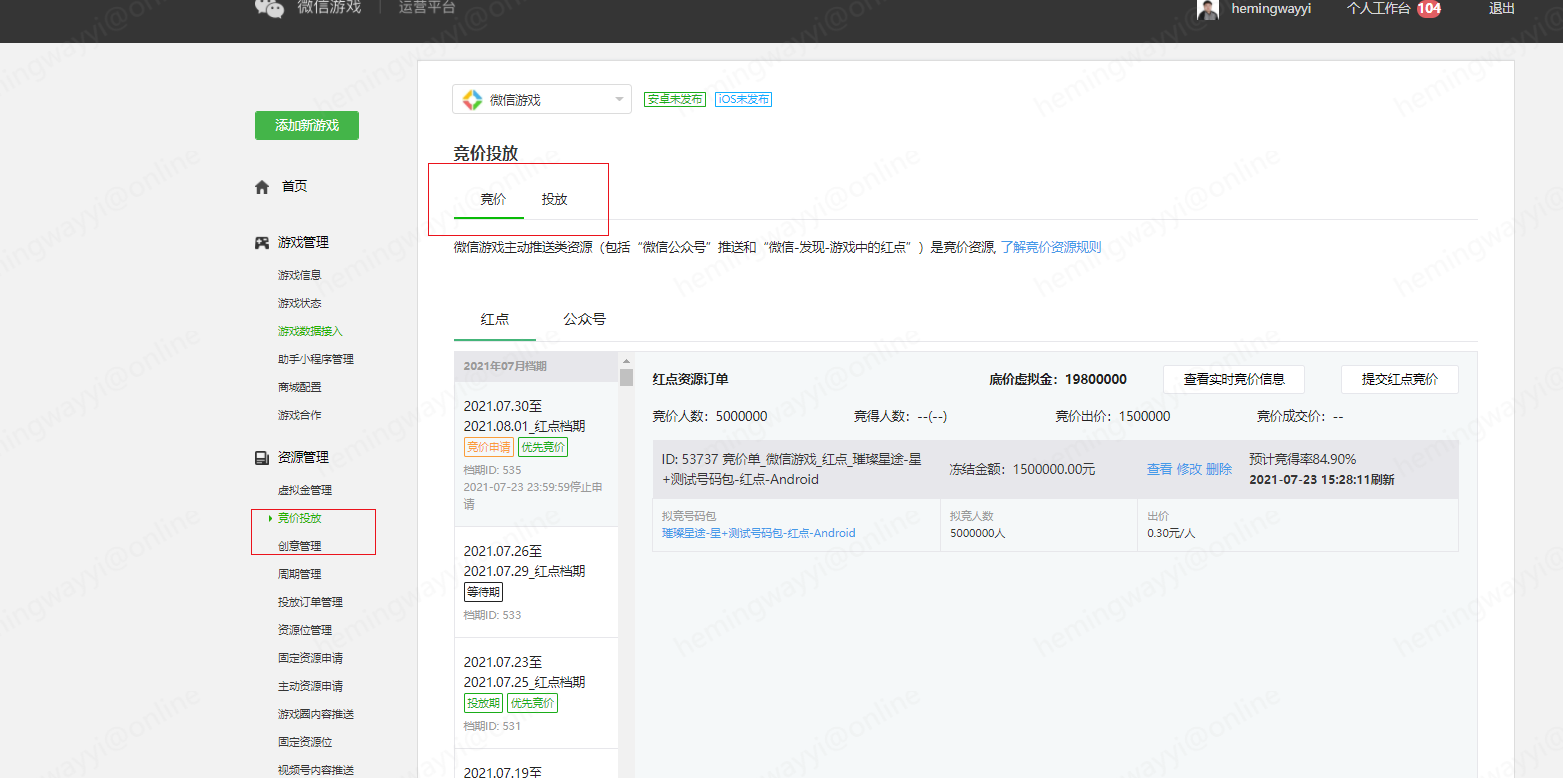 微信游戏 | 运营平台
hemingwayyi 个人工作台 104 退出
添加新游戏
首页
游戏管理
游戏信息
游戏状态
游戏数据接入
助手小程序管理
商城配置
游戏合作
资源管理
虚拟金管理
竞价投放
创意管理
周期管理
投放订单管理
资源位管理
固定资源申请
主动资源申请
游戏圈内容推送
固定资源位
视频号内容推送
微信游戏 安卓未发布 iOS未发布
竞价投放
竞价 投放
微信游戏主动推送类资源（包括“微信公众号”推送和“微信-发现-游戏中的红点”）是竞价资源, 了解竞价资源规则
红点 公众号
2021年07月档期
2021.07.30至
2021.08.01_红点档期
竞价申请 优先竞价
档期ID: 535
2021-07-23 23:59:59停止申
请
2021.07.26至
2021.07.29_红点档期
等待期
档期ID: 533
2021.07.23至
2021.07.25_红点档期
投放期 优先竞价
档期ID: 531
2021.07.19至
红点资源订单 底价虚拟金：19800000 查看实时竞价信息 提交红点竞价
竞价人数：5000000 竞得人数：--(--) 竞价出价：1500000 竞价成交价：--
ID: 53737 竞价单_微信游戏_红点_璀璨星途-星
+测试号码包-红点-Android
冻结金额：1500000.00元
查看 修改 删除
预计竞得率84.90%
2021-07-23 15:28:11刷新
拟竞号码包 拟竞人数 出价
璀璨星途-星+测试号码包-红点-Android 5000000人 0.30元/人
hemingwayyi@online